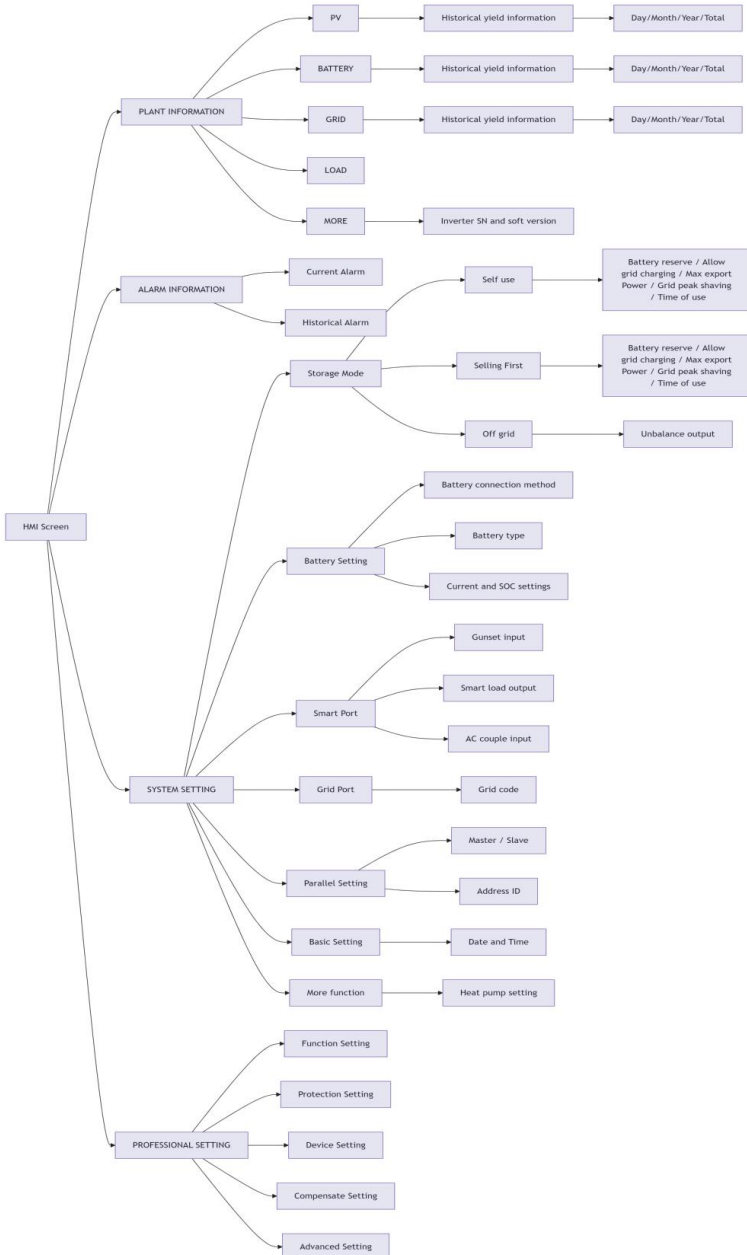 PV
Historical yield information
Day/Month/Year/Total
BATTERY
Historical yield information
Day/Month/Year/Total
PLANT INFORMATION
GRID
Historical yield information
Day/Month/Year/Total
LOAD
MORE
Inverter SN and soft version
ALARM INFORMATION
Current Alarm
Historical Alarm
Self use
Battery reserve / Allow
grid charging / Max export
Power / Grid peak shaving
/ Time of use
Storage Mode
Selling First
Battery reserve / Allow
grid charging / Max export
Power / Grid peak shaving
/ Time of use
Off grid
Unbalance output
HMI Screen
Battery connection method
Battery Setting
Battery type
Current and SOC settings
Gunset input
Smart Port
Smart load output
AC couple input
SYSTEM SETTING
Grid Port
Grid code
Parallel Setting
Master / Slave
Address ID
Basic Setting
Date and Time
More function
Heat pump setting
Function Setting
Protection Setting
PROFESSIONAL SETTING
Device Setting
Compensate Setting
Advanced Setting